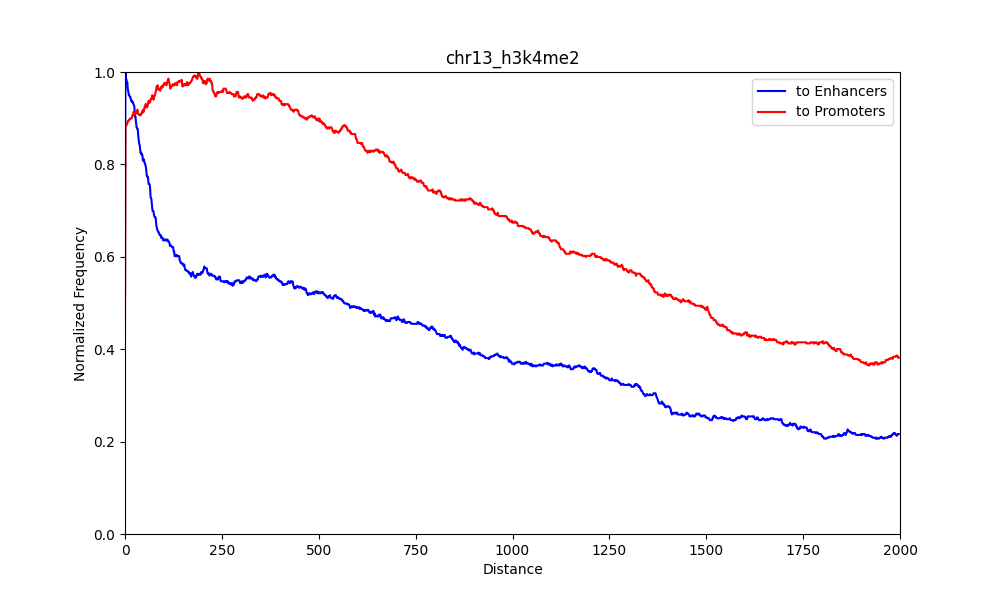 chr13_h3k4me2
1.0
0.8
0.6
0.4
0.2
0.0
Normalized Frequency
to Enhancers
to Promoters
0 250 500 750 1000 1250 1500 1750 2000
Distance